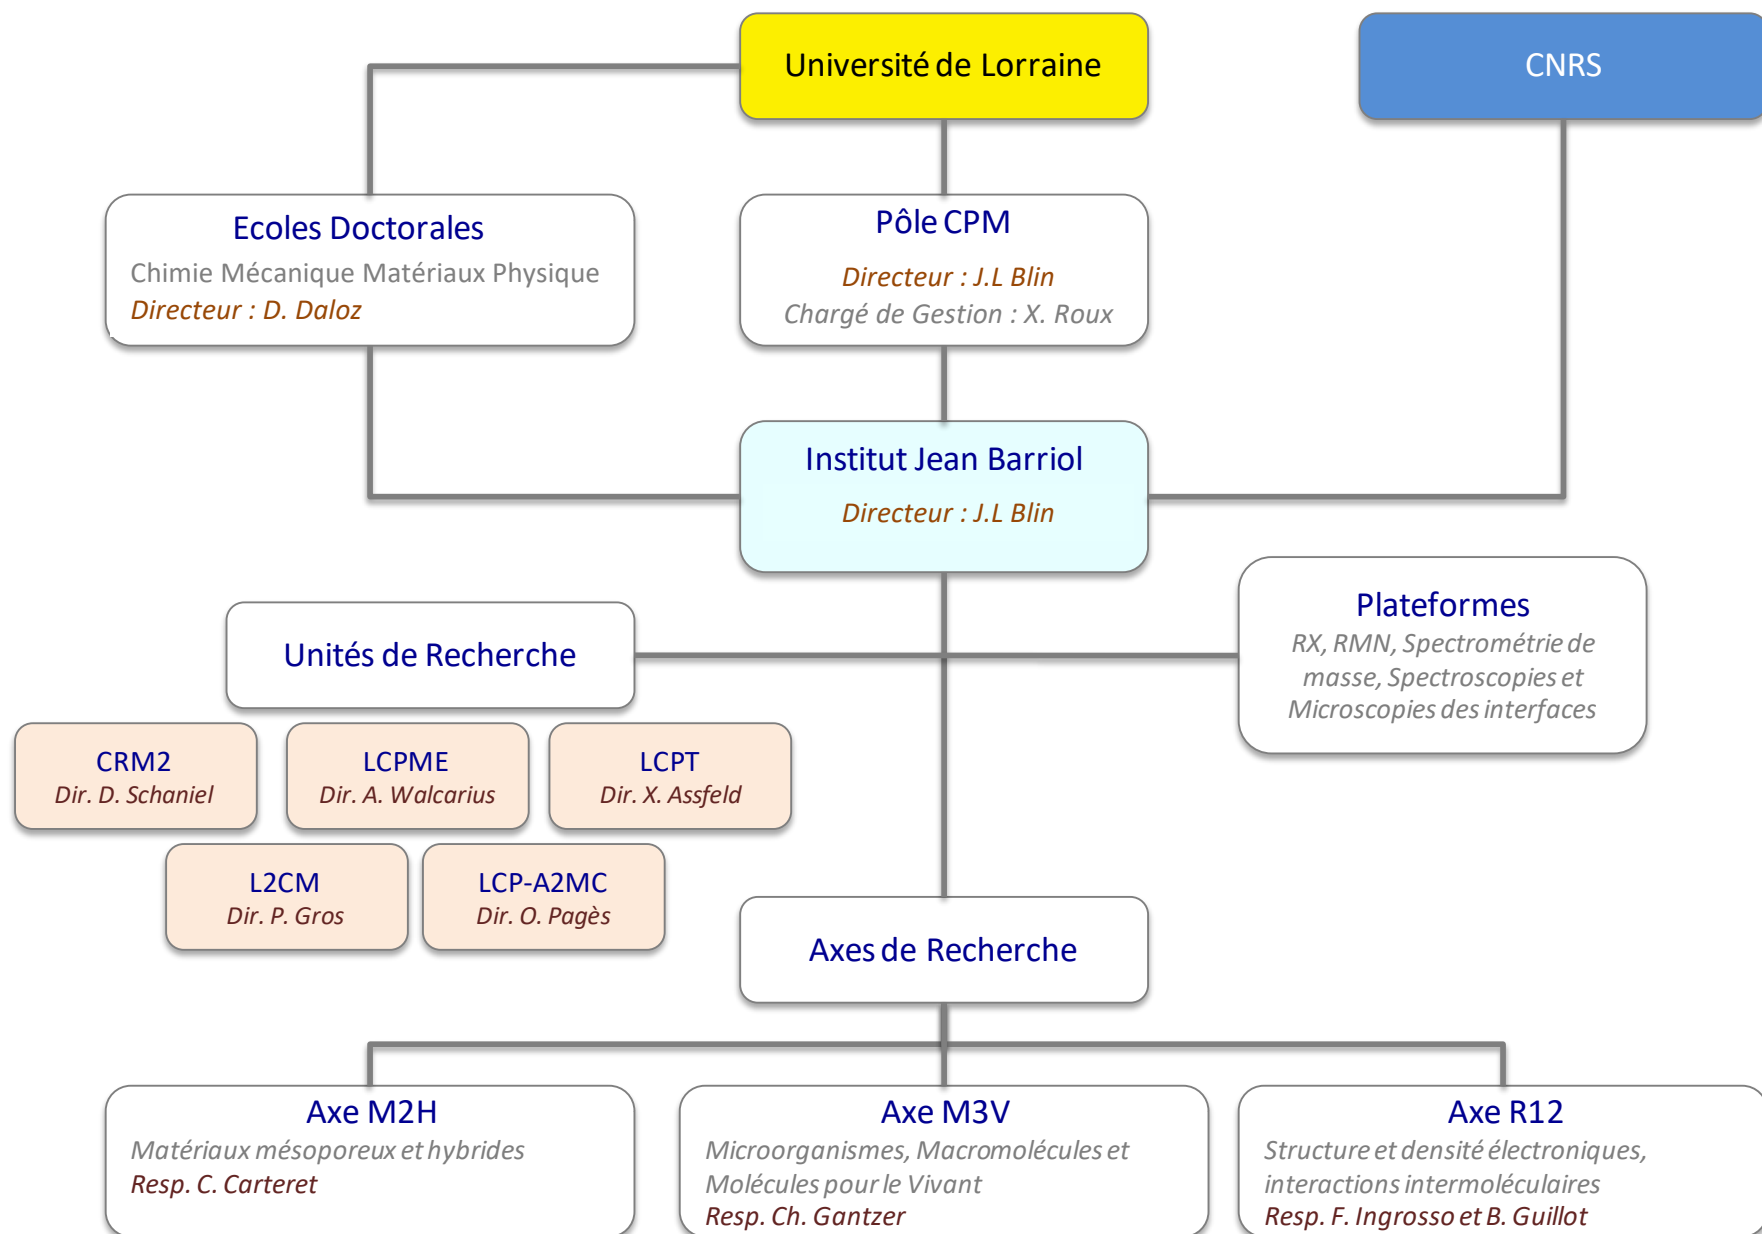 Université de Lorraine
CNRS
Ecoles Doctorales
Chimie Mécanique Matériaux Physique
Directeur : D. Daloz
Pôle CPM
Directeur : J.L Blin
Chargé de Gestion : X. Roux
Institut Jean Barriol
Directeur : J.L Blin
Unités de Recherche
Plateformes
RX, RMN, Spectrométrie de
masse, Spectroscopies et
Microscopies des interfaces
CRM2
Dir. D. Schaniel
LCPME
Dir. A. Walcarius
LCPT
Dir. X. Assfeld
L2CM
Dir. P. Gros
LCP-A2MC
Dir. O. Pagès
Axes de Recherche
Axe M2H
Matériaux mésoporeux et hybrides
Resp. C. Carteret
Axe M3V
Microorganismes, Macromolécules et
Molécules pour le Vivant
Resp. Ch. Gantzer
Axe R12
Structure et densité électroniques,
interactions intermoléculaires
Resp. F. Ingrosso et B. Guillot